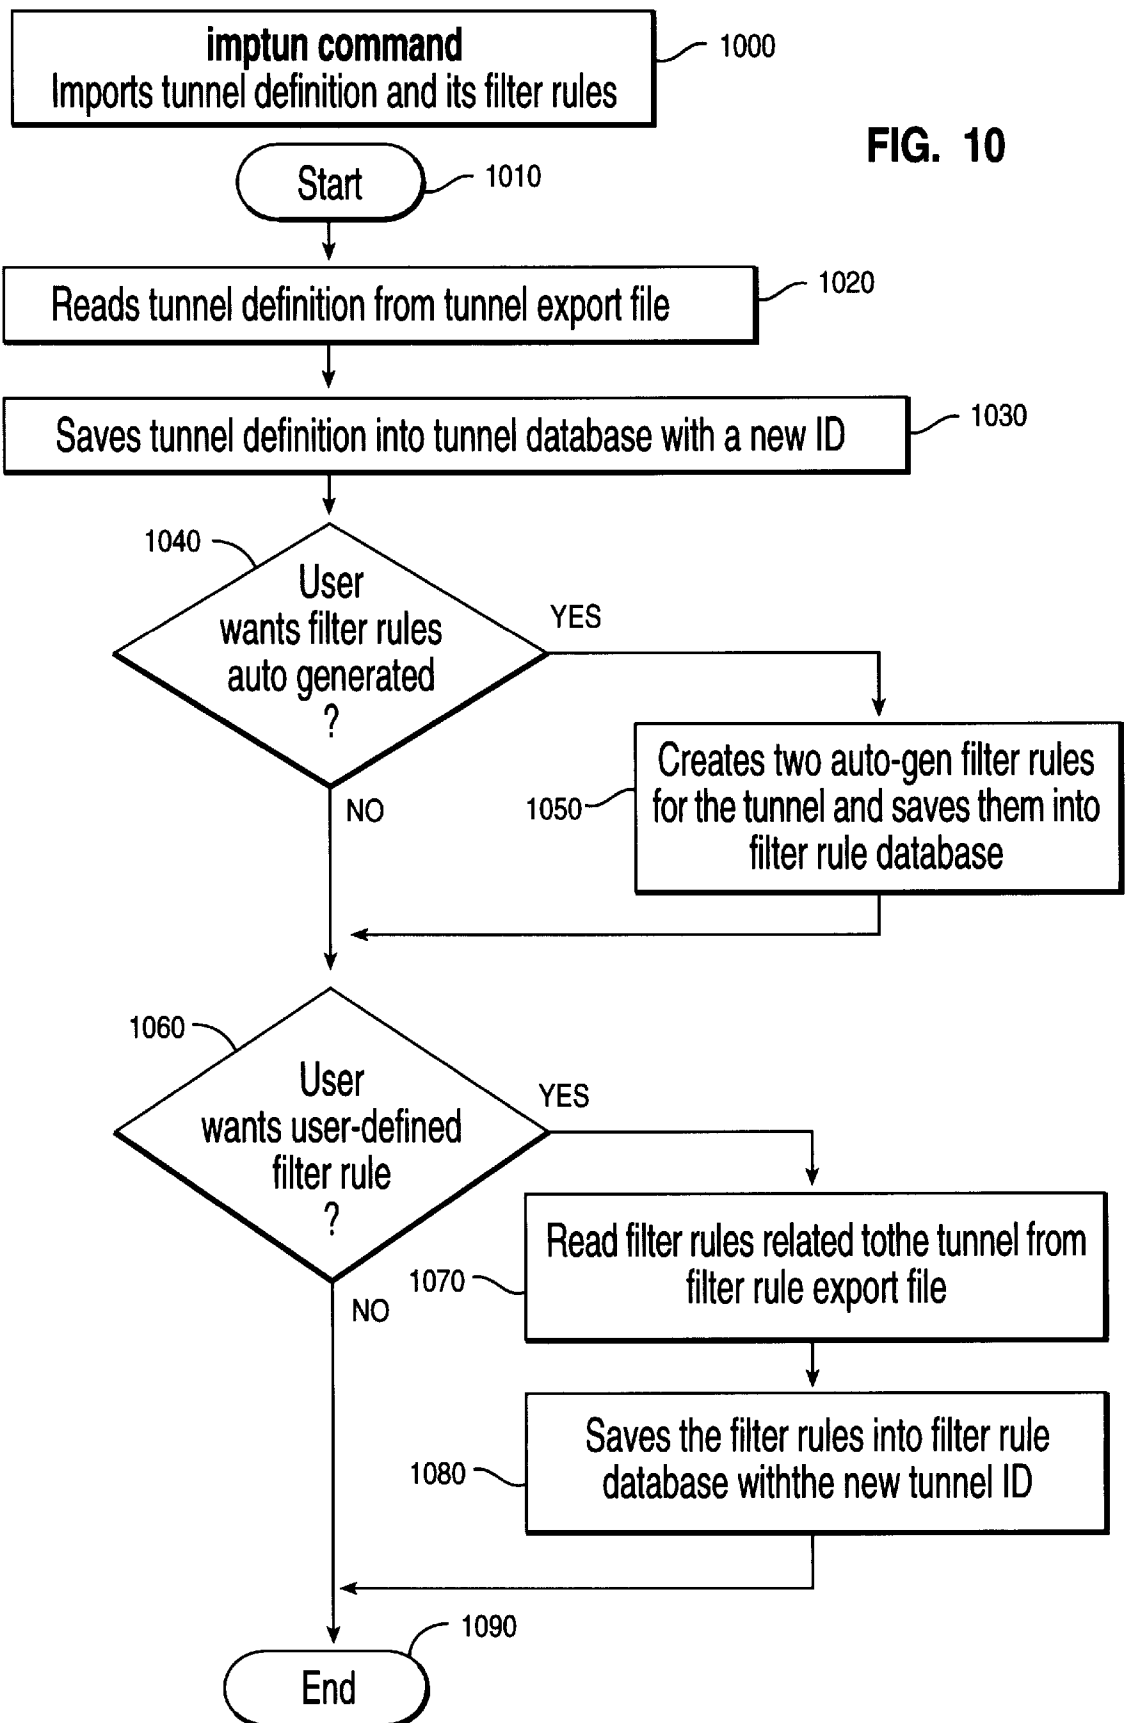 imptun command
Imports tunnel definition and its filter rules
1000
FIG. 10
Start
1010
Reads tunnel definition from tunnel export file
1020
Saves tunnel definition into tunnel database with a new ID
1030
1040
User
wants filter rules
auto generated
?
YES
NO
1050
Creates two auto-gen filter rules
for the tunnel and saves them into
filter rule database
1060
User
wants user-defined
filter rule
?
YES
NO
1070
Read filter rules related tothe tunnel from
filter rule export file
1080
Saves the filter rules into filter rule
database withthe new tunnel ID
1090
End